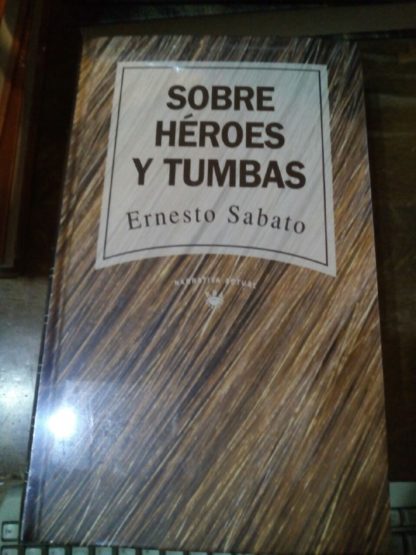 SOBRE
HÉROES
Y TUMBAS
Ernesto Sabato
NARRATIVA ACTUAL